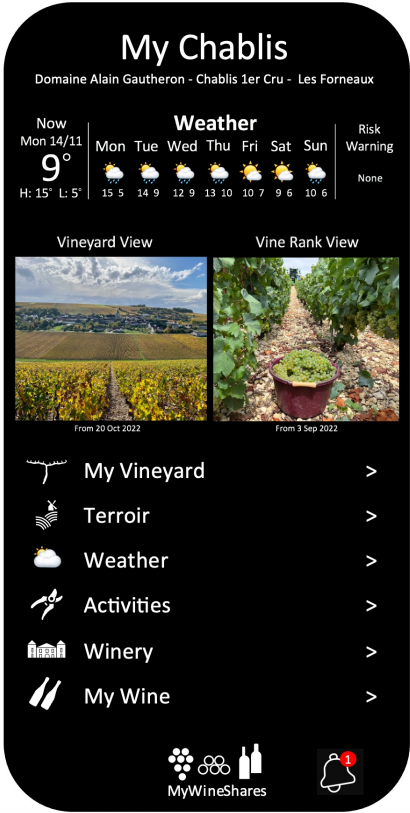 My Chablis
Domaine Alain Gautheron - Chablis 1er Cru - Les Forneaux
Now
Mon 14/11
9°
H: 15° L: 5°
Weather
Mon Tue Wed Thu Fri Sat Sun
15 5 14 9 12 9 13 10 10 7 9 6 10 6
Risk
Warning
None
Vineyard View
Vine Rank View
From 20 Oct 2022
From 3 Sep 2022
My Vineyard >
Terroir >
Weather >
Activities >
Winery >
My Wine >
MyWineShares
1